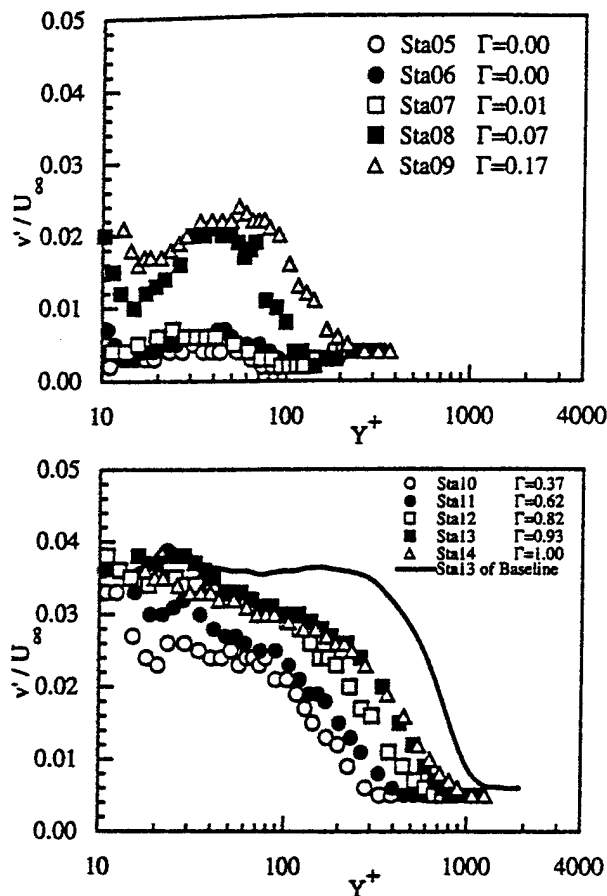 0.05
0.04
0.03
0.02
0.01
0.00
v' / U∞
10
100
1000
4000
Y+
Sta05 Γ=0.00
Sta06 Γ=0.00
Sta07 Γ=0.01
Sta08 Γ=0.07
Sta09 Γ=0.17
0.05
0.04
0.03
0.02
0.01
0.00
v' / U∞
10
100
1000
4000
Y+
Sta10 Γ=0.37
Sta11 Γ=0.62
Sta12 Γ=0.82
Sta13 Γ=0.93
Sta14 Γ=1.00
Sta13 of Baseline